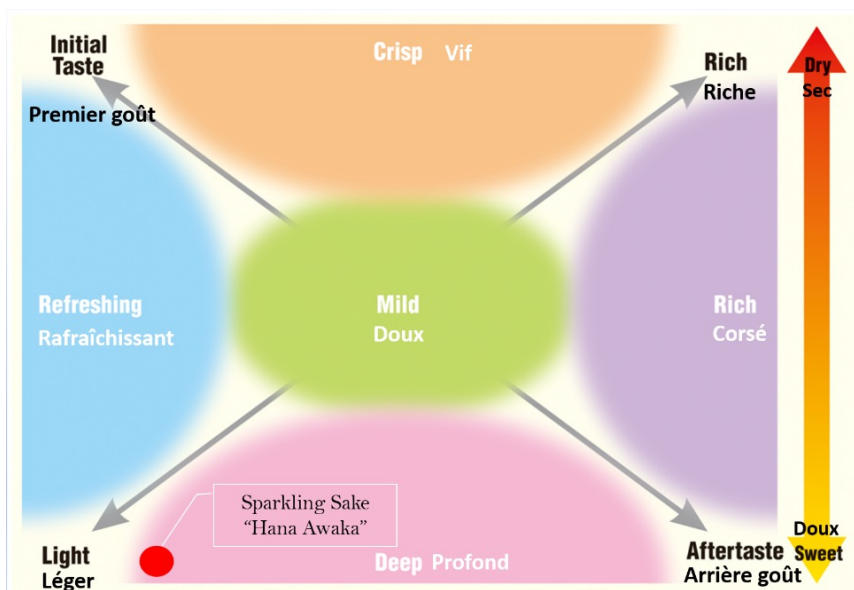 Initial
Taste
Premier goût
Crisp Vif
Rich
Riche
Dry
Sec
Refreshing
Rafraîchissant
Mild
Doux
Rich
Corsé
Sparkling Sake
“Hana Awaka”
Light
Léger
Deep Profond
Aftertaste
Arrière goût
Doux
Sweet